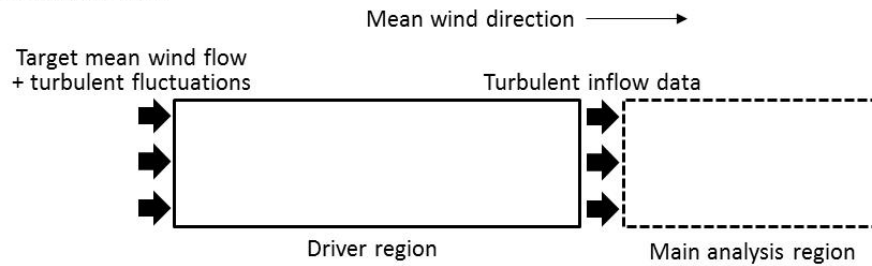 Mean wind direction
Target mean wind flow
+ turbulent fluctuations
Turbulent inflow data
Driver region
Main analysis region